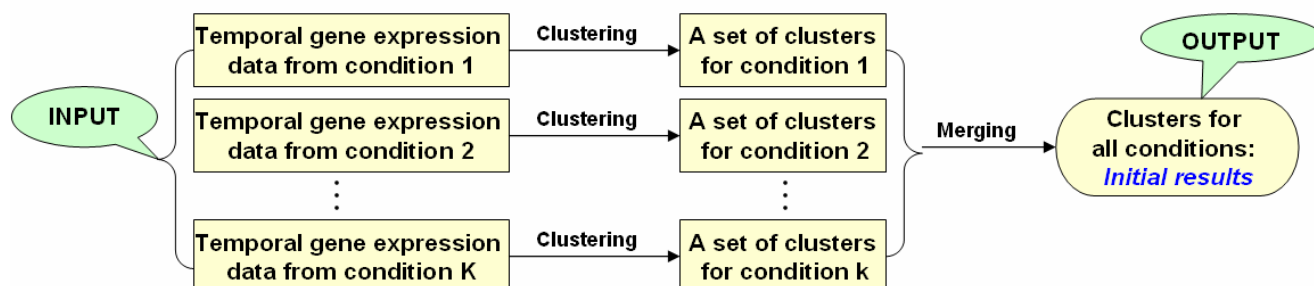 INPUT
Temporal gene expression
data from condition 1
Clustering
A set of clusters
for condition 1
Temporal gene expression
data from condition 2
Clustering
A set of clusters
for condition 2
⋮
⋮
Temporal gene expression
data from condition K
Clustering
A set of clusters
for condition k
Merging
OUTPUT
Clusters for
all conditions:
Initial results